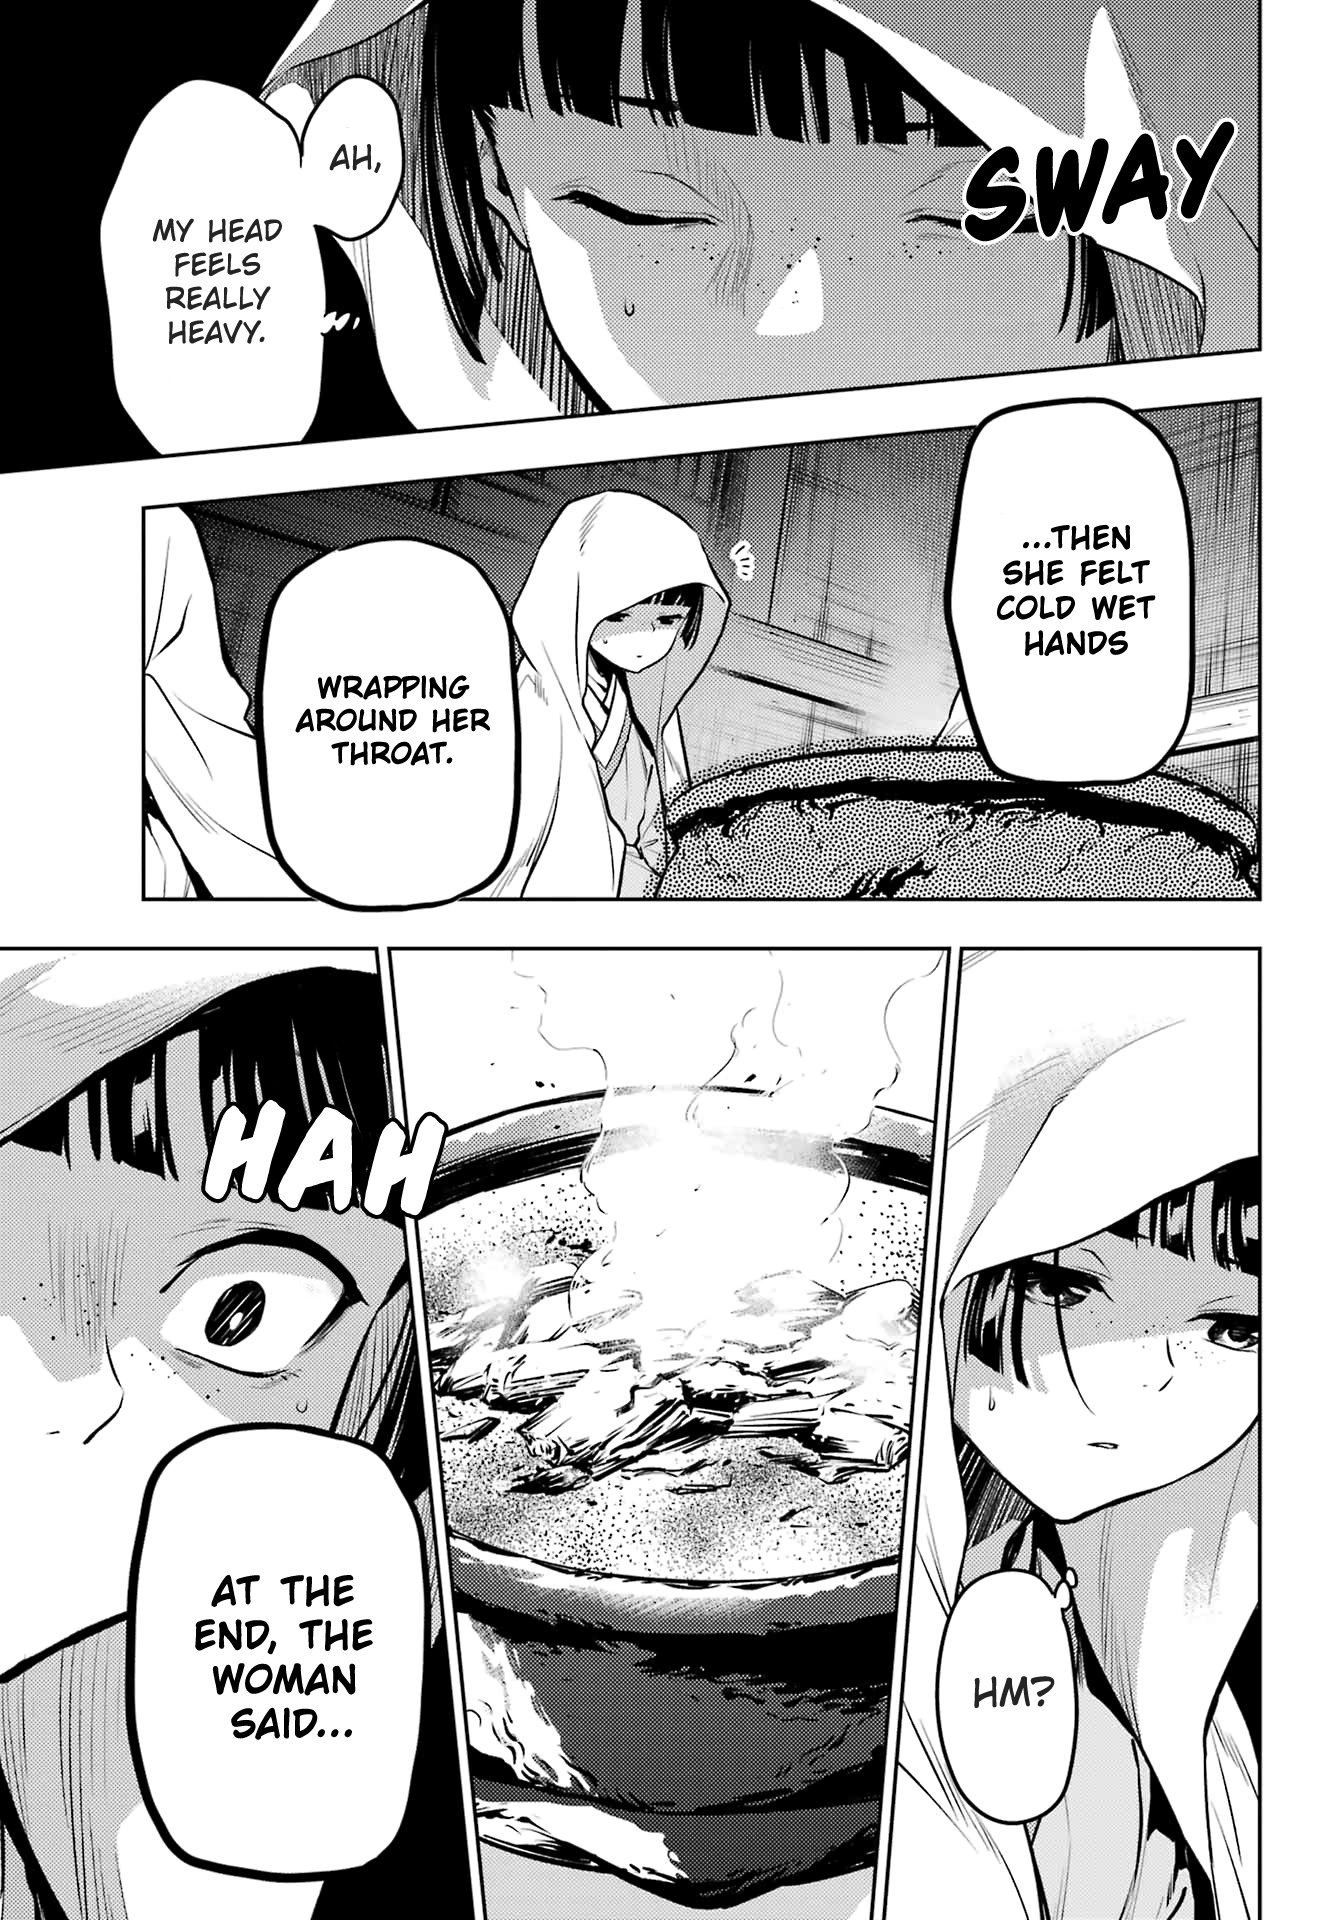 SWAY
AH,
MY HEAD
FEELS
REALLY
HEAVY.
...THEN
SHE FELT
COLD WET
HANDS
WRAPPING
AROUND HER
THROAT.
HM?
HAH
AT THE
END, THE
WOMAN
SAID...